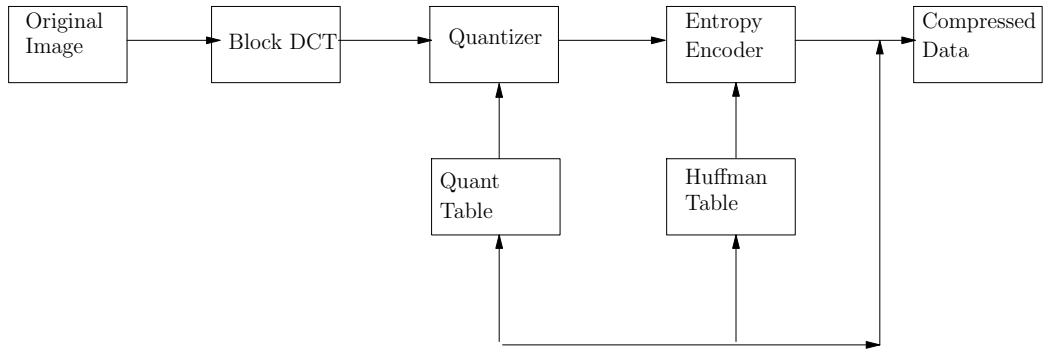 Original
Image
Block DCT
Quantizer
Entropy
Encoder
Compressed
Data
Quant
Table
Huffman
Table